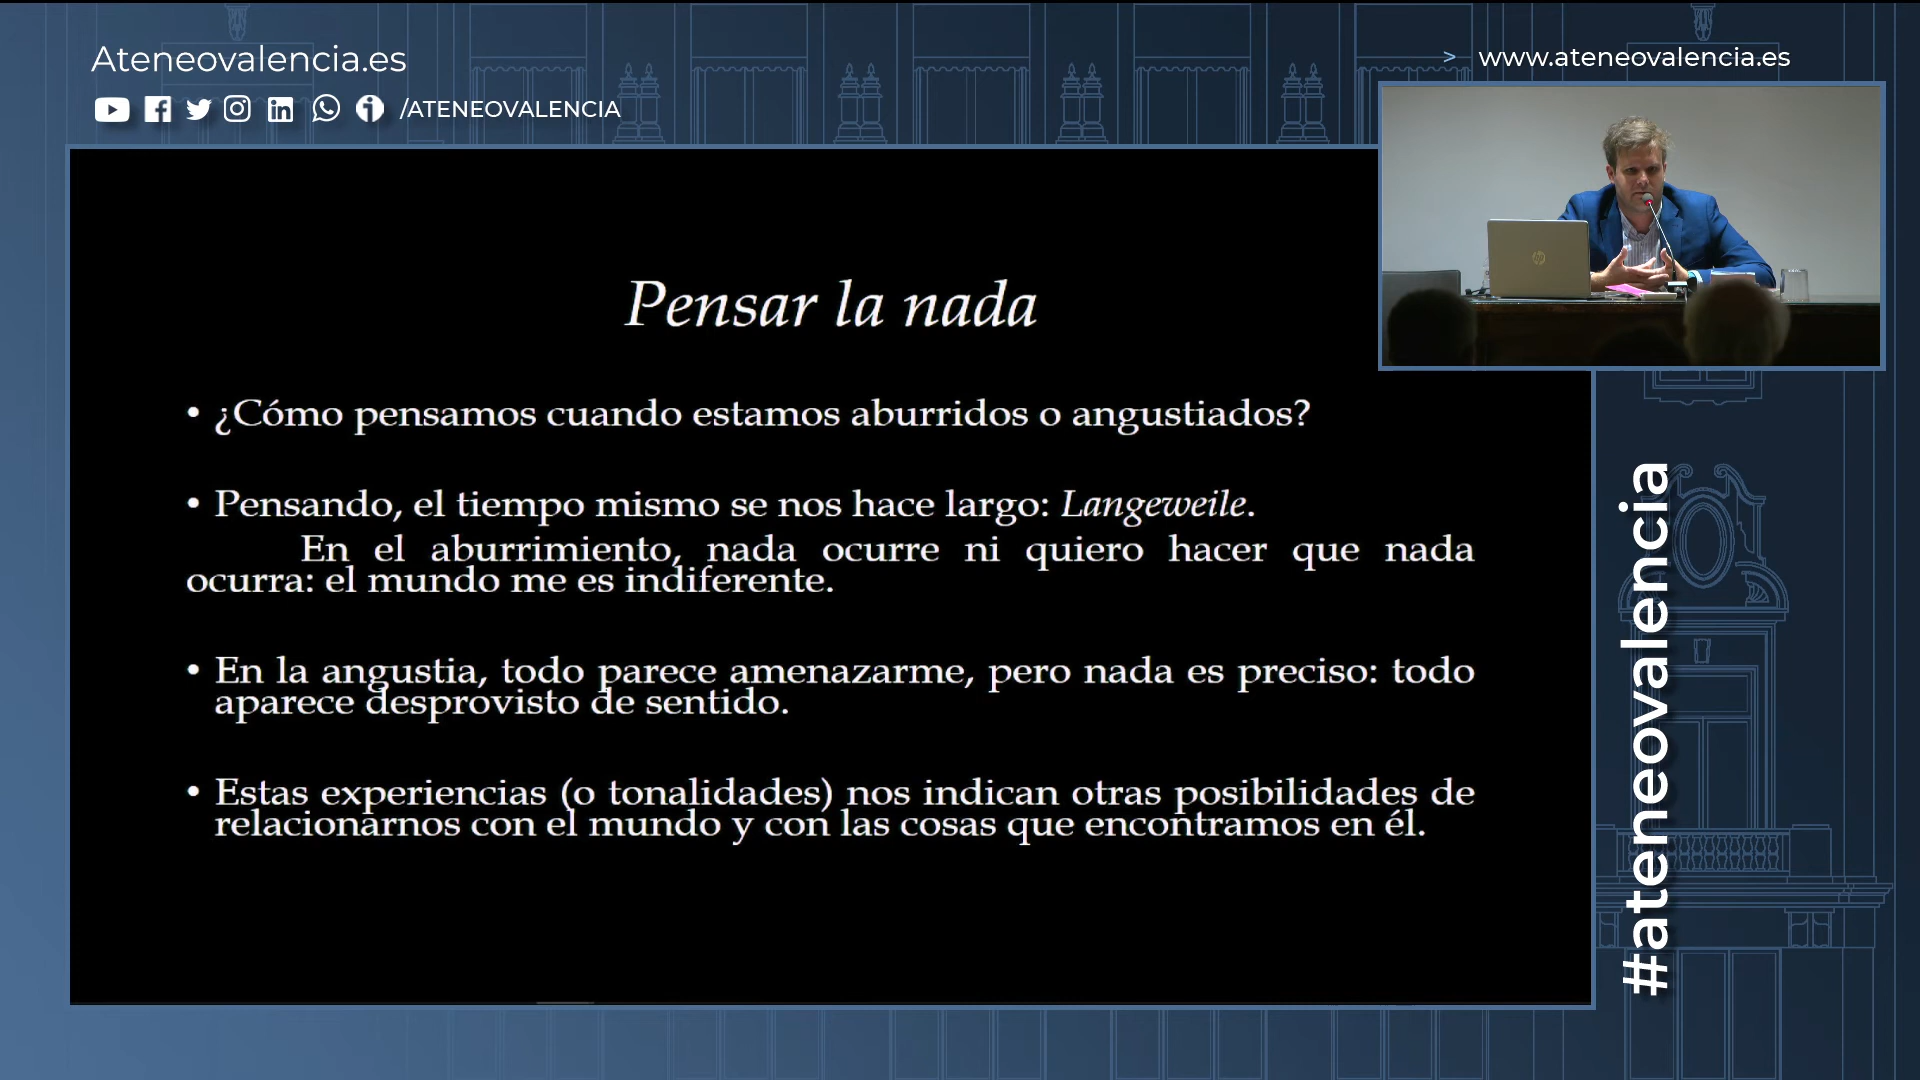 Ateneovalencia.es
/ATENEOVALENCIA
> www.ateneovalencia.es
Pensar la nada
• ¿Cómo pensamos cuando estamos aburridos o angustiados?
• Pensando, el tiempo mismo se nos hace largo: Langeweile.
En el aburrimiento, nada ocurre ni quiero hacer que nada
ocurra: el mundo me es indiferente.
• En la angustia, todo parece amenazarme, pero nada es preciso: todo
aparece desprovisto de sentido.
• Estas experiencias (o tonalidades) nos indican otras posibilidades de
relacionarnos con el mundo y con las cosas que encontramos en él.
#ateneovalencia